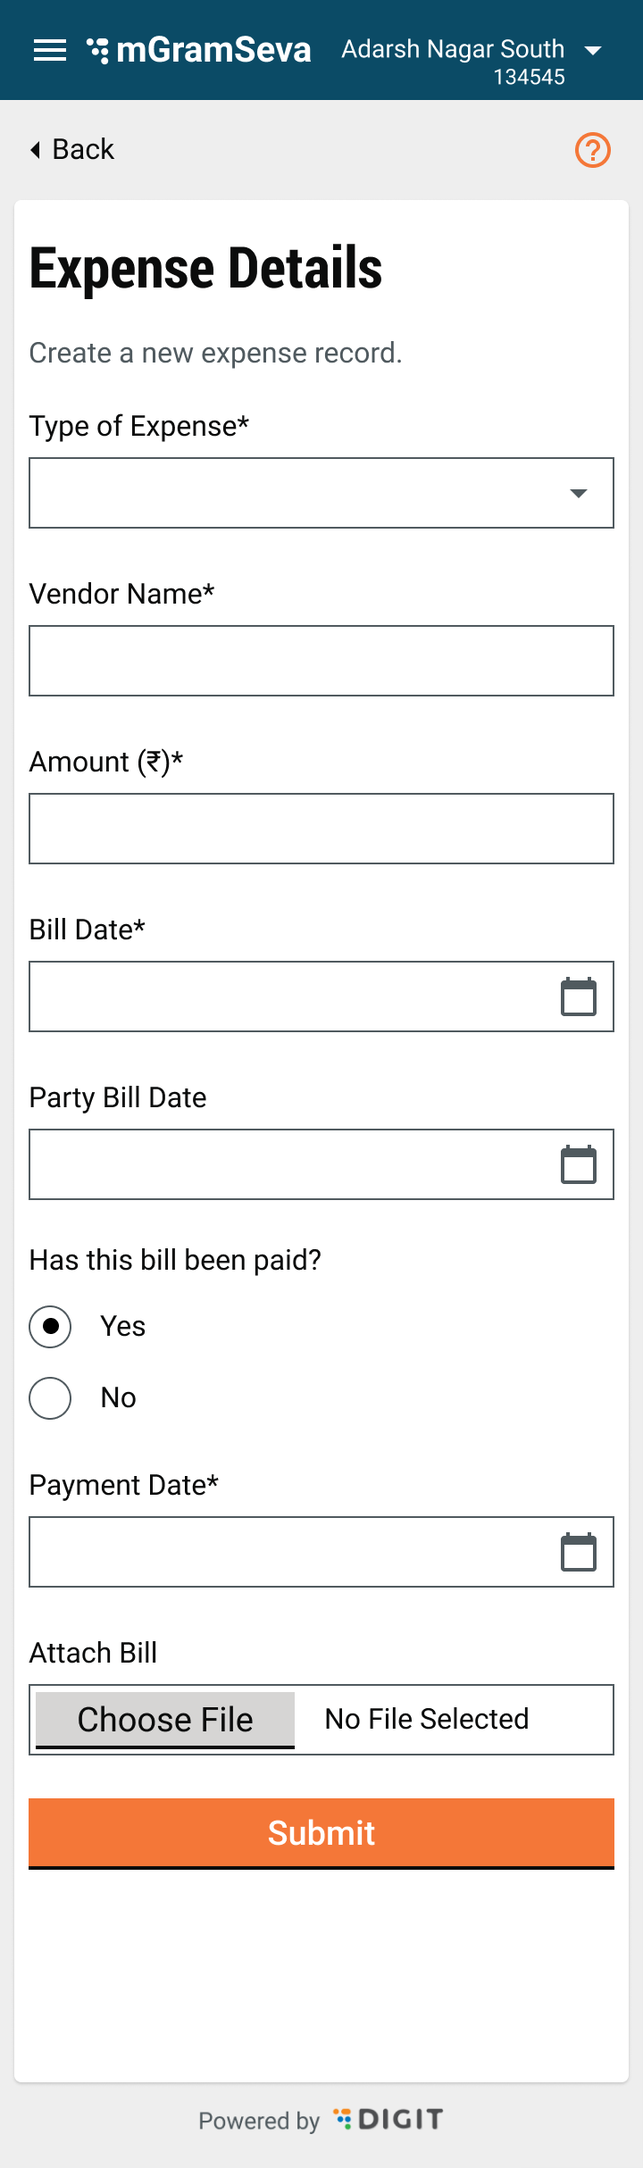 mGramSeva
Adarsh Nagar South
134545
Back
Expense Details
Create a new expense record.
Type of Expense*
Vendor Name*
Amount (₹)*
Bill Date*
Party Bill Date
Has this bill been paid?
Yes
No
Payment Date*
Attach Bill
Choose File No File Selected
Submit
Powered by DIGIT